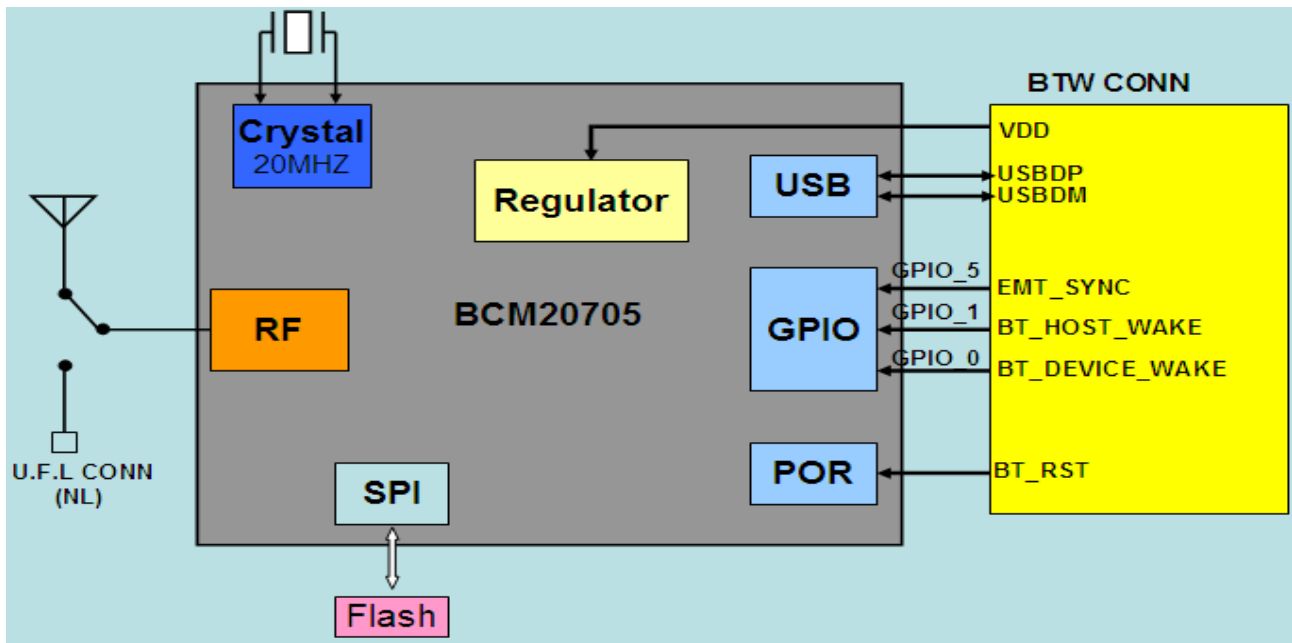 BTW CONN
Crystal
20MHZ
VDD
Regulator
USB
USBDP
USBDM
GPIO_5
EMT_SYNC
BCM20705
GPIO
GPIO_1
BT_HOST_WAKE
RF
GPIO_0
BT_DEVICE_WAKE
U.F.L CONN
(NL)
SPI
POR
BT_RST
Flash